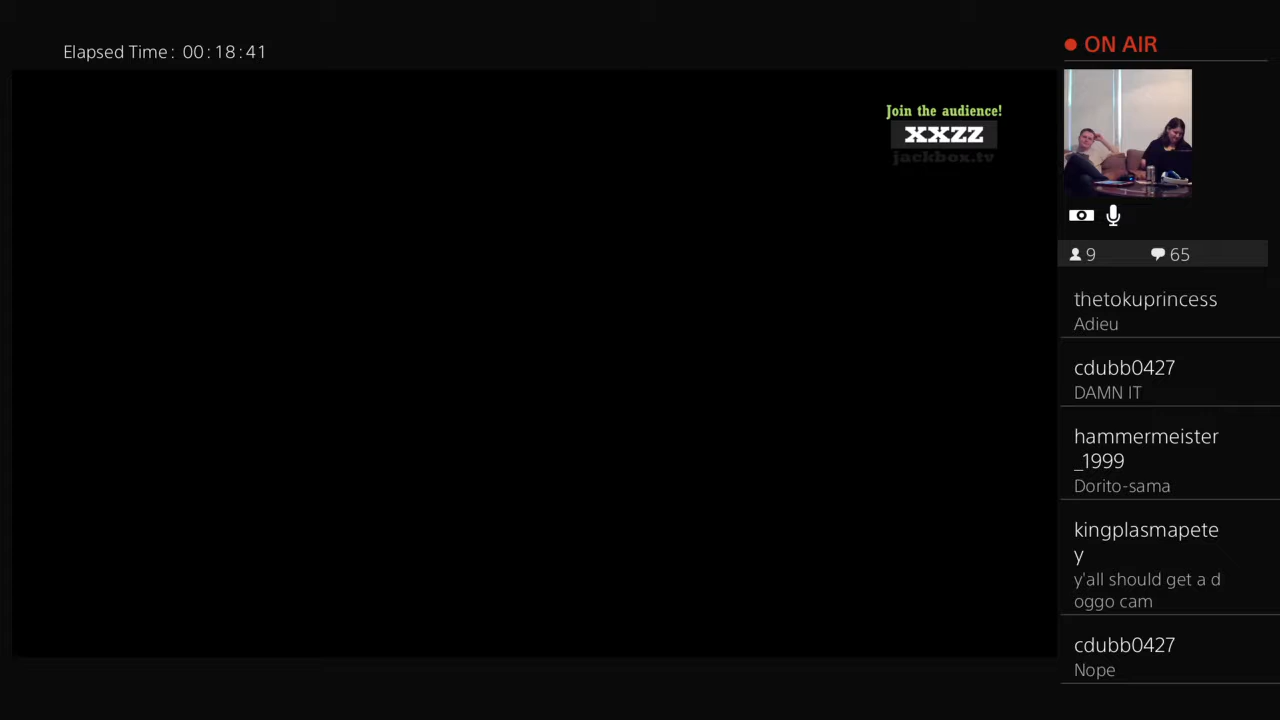 Elapsed Time: 00:18:41
ON AIR
Join the audience!
XXZZ
jackbox.tv
9 65
thetokuprincess
Adieu
cdubb0427
DAMN IT
hammermeister
_1999
Dorito-sama
kingplasmapete
y
y'all should get a d
oggo cam
cdubb0427
Nope